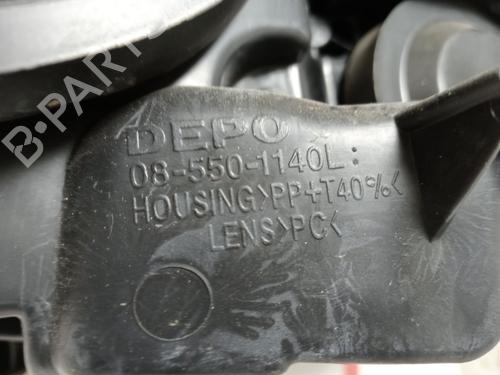 DEPO
08-550-1140L:
HOUSING>PP+T40%<
LENS>PC<
B-PARTS